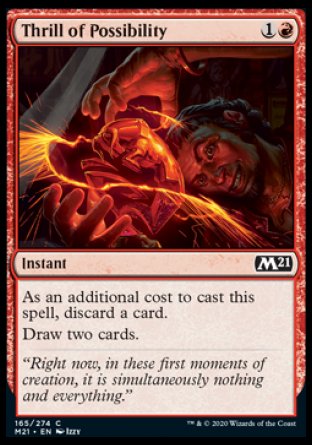 Thrill of Possibility 1
Instant M21
As an additional cost to cast this
spell, discard a card.
Draw two cards.
"Right now, in these first moments of
creation, it is simultaneously nothing
and everything."
165/274 C
M21 • EN Izzy ™ & © 2020 Wizards of the Coast